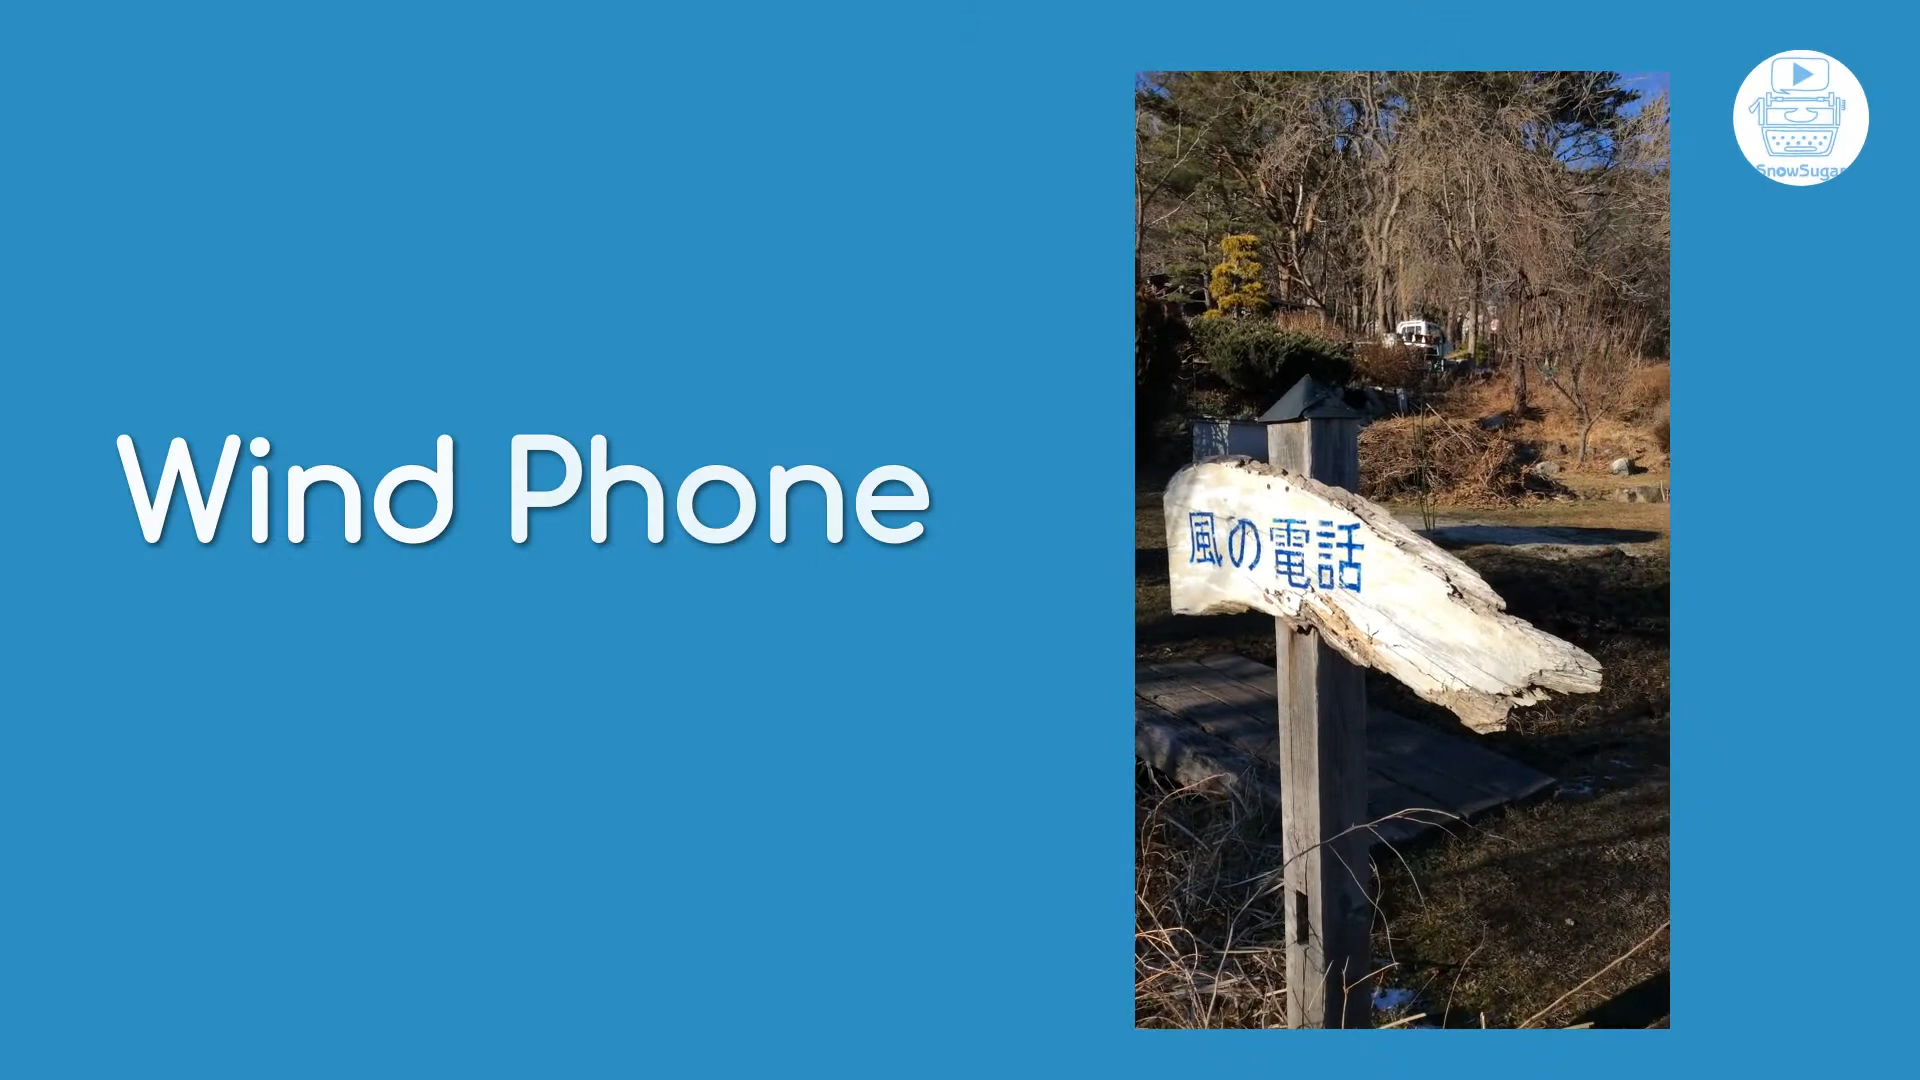 Wind Phone
風の電話
SnowSugar